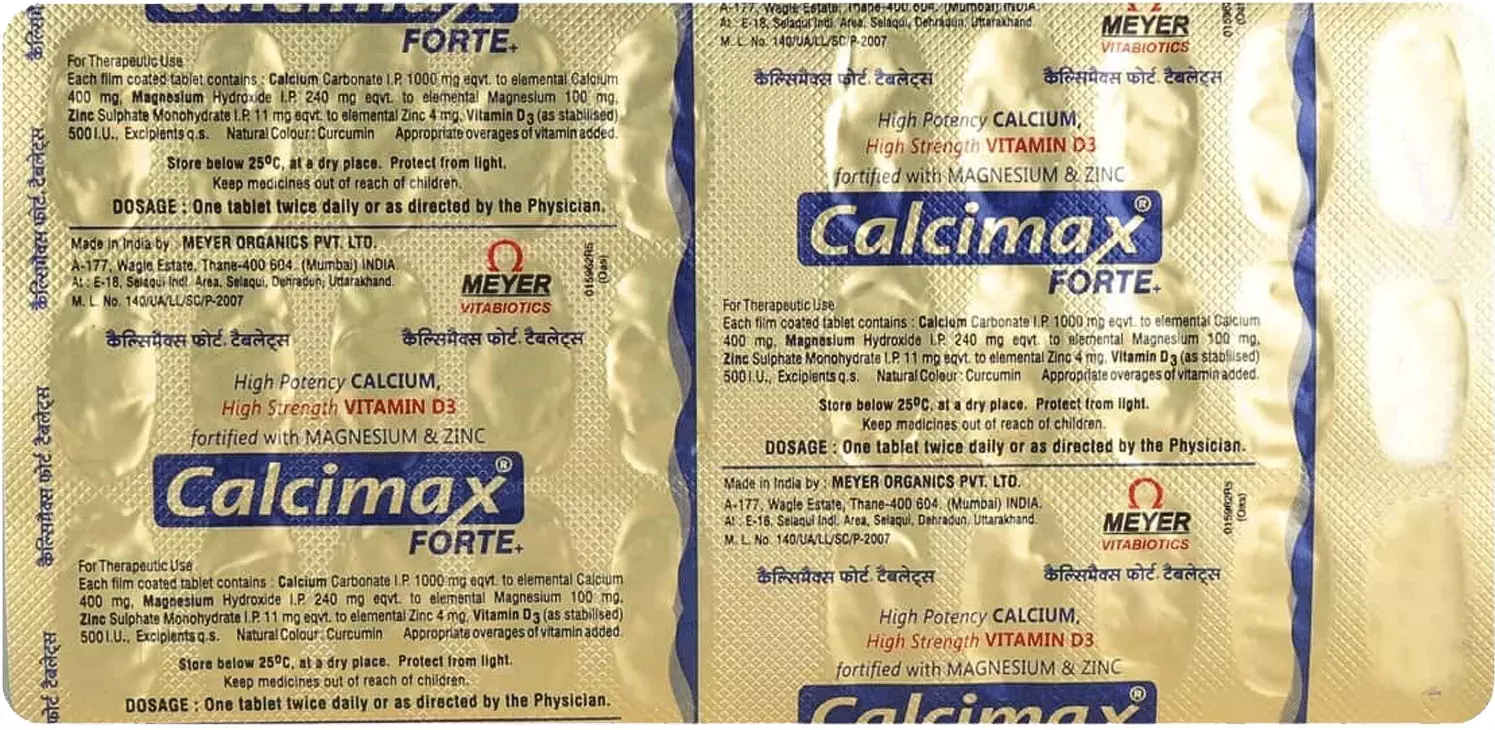 Calcimax
FORTE+
For Therapeutic Use
Each film coated tablet contains : Calcium Carbonate I.P. 1000 mg eqvt. to elemental Calcium
400 mg, Magnesium Hydroxide I.P. 240 mg eqvt. to elemental Magnesium 100 mg,
Zinc Sulphate Monohydrate I.P. 11 mg eqvt. to elemental Zinc 4 mg, Vitamin D3 (as stabilised)
500 I.U., Excipients q.s. Natural Colour : Curcumin Appropriate overages of vitamin added.
Store below 25ºC, at a dry place. Protect from light.
Keep medicines out of reach of children.
DOSAGE : One tablet twice daily or as directed by the Physician.
Made in India by : MEYER ORGANICS PVT. LTD.
A-177, Wagle Estate, Thane-400 604. (Mumbai) INDIA
At : E-18, Selaqui Indl. Area, Selaqui, Dehradun, Uttarakhand.
M. L. No. 140/UA/LL/SC/P-2007
MEYER
VITABIOTICS
015962R5
(Oas)
कैल्सिमैक्स फोर्ट+ टैबलेट्स
कैल्सिमैक्स फोर्ट+ टैबलेट्स
High Potency CALCIUM,
High Strength VITAMIN D3
fortified with MAGNESIUM & ZINC
Calcimax®
FORTE+
For Therapeutic Use
Each film coated tablet contains : Calcium Carbonate I.P. 1000 mg eqvt. to elemental Calcium
400 mg, Magnesium Hydroxide I.P. 240 mg eqvt. to elemental Magnesium 100 mg,
Zinc Sulphate Monohydrate I.P. 11 mg eqvt. to elemental Zinc 4 mg, Vitamin D3 (as stabilised)
500 I.U., Excipients q.s. Natural Colour : Curcumin Appropriate overages of vitamin added.
Store below 25ºC, at a dry place. Protect from light.
Keep medicines out of reach of children.
DOSAGE : One tablet twice daily or as directed by the Physician.
कैल्सिमैक्स फोर्ट+ टैबलेट्स
कैल्सिमैक्स फोर्ट+ टैबलेट्स
फोर्ट+ टैबलेट्स
A-177, Wagle Estate, Thane-400 604. (Mumbai) INDIA.
At : E-18, Selaqui Indl. Area, Selaqui, Dehradun, Uttarakhand.
M. L. No. 140/UA/LL/SC/P-2007
MEYER
VITABIOTICS
(Oas)
कैल्सिमैक्स फोर्ट+ टैबलेट्स
कैल्सिमैक्स फोर्ट+ टैबलेट्स
High Potency CALCIUM,
High Strength VITAMIN D3
fortified with MAGNESIUM & ZINC
Calcimax®
FORTE+
For Therapeutic Use
Each film coated tablet contains : Calcium Carbonate I.P. 1000 mg eqvt. to elemental Calcium
400 mg, Magnesium Hydroxide I.P. 240 mg eqvt. to elemental Magnesium 100 mg,
Zinc Sulphate Monohydrate I.P. 11 mg eqvt. to elemental Zinc 4 mg, Vitamin D3 (as stabilised)
500 I.U., Excipients q.s. Natural Colour : Curcumin Appropriate overages of vitamin added.
Store below 25ºC, at a dry place. Protect from light.
Keep medicines out of reach of children.
DOSAGE : One tablet twice daily or as directed by the Physician.
Made in India by : MEYER ORGANICS PVT. LTD.
A-177, Wagle Estate, Thane-400 604. (Mumbai) INDIA.
At : E-18, Selaqui Indl. Area, Selaqui, Dehradun, Uttarakhand.
M. L. No. 140/UA/LL/SC/P-2007
MEYER
VITABIOTICS
015962R5
(Oas)
कैल्सिमैक्स फोर्ट+ टैबलेट्स
कैल्सिमैक्स फोर्ट+ टैबलेट्स
High Potency CALCIUM,
High Strength VITAMIN D3
fortified with MAGNESIUM & ZINC
Calcimax®